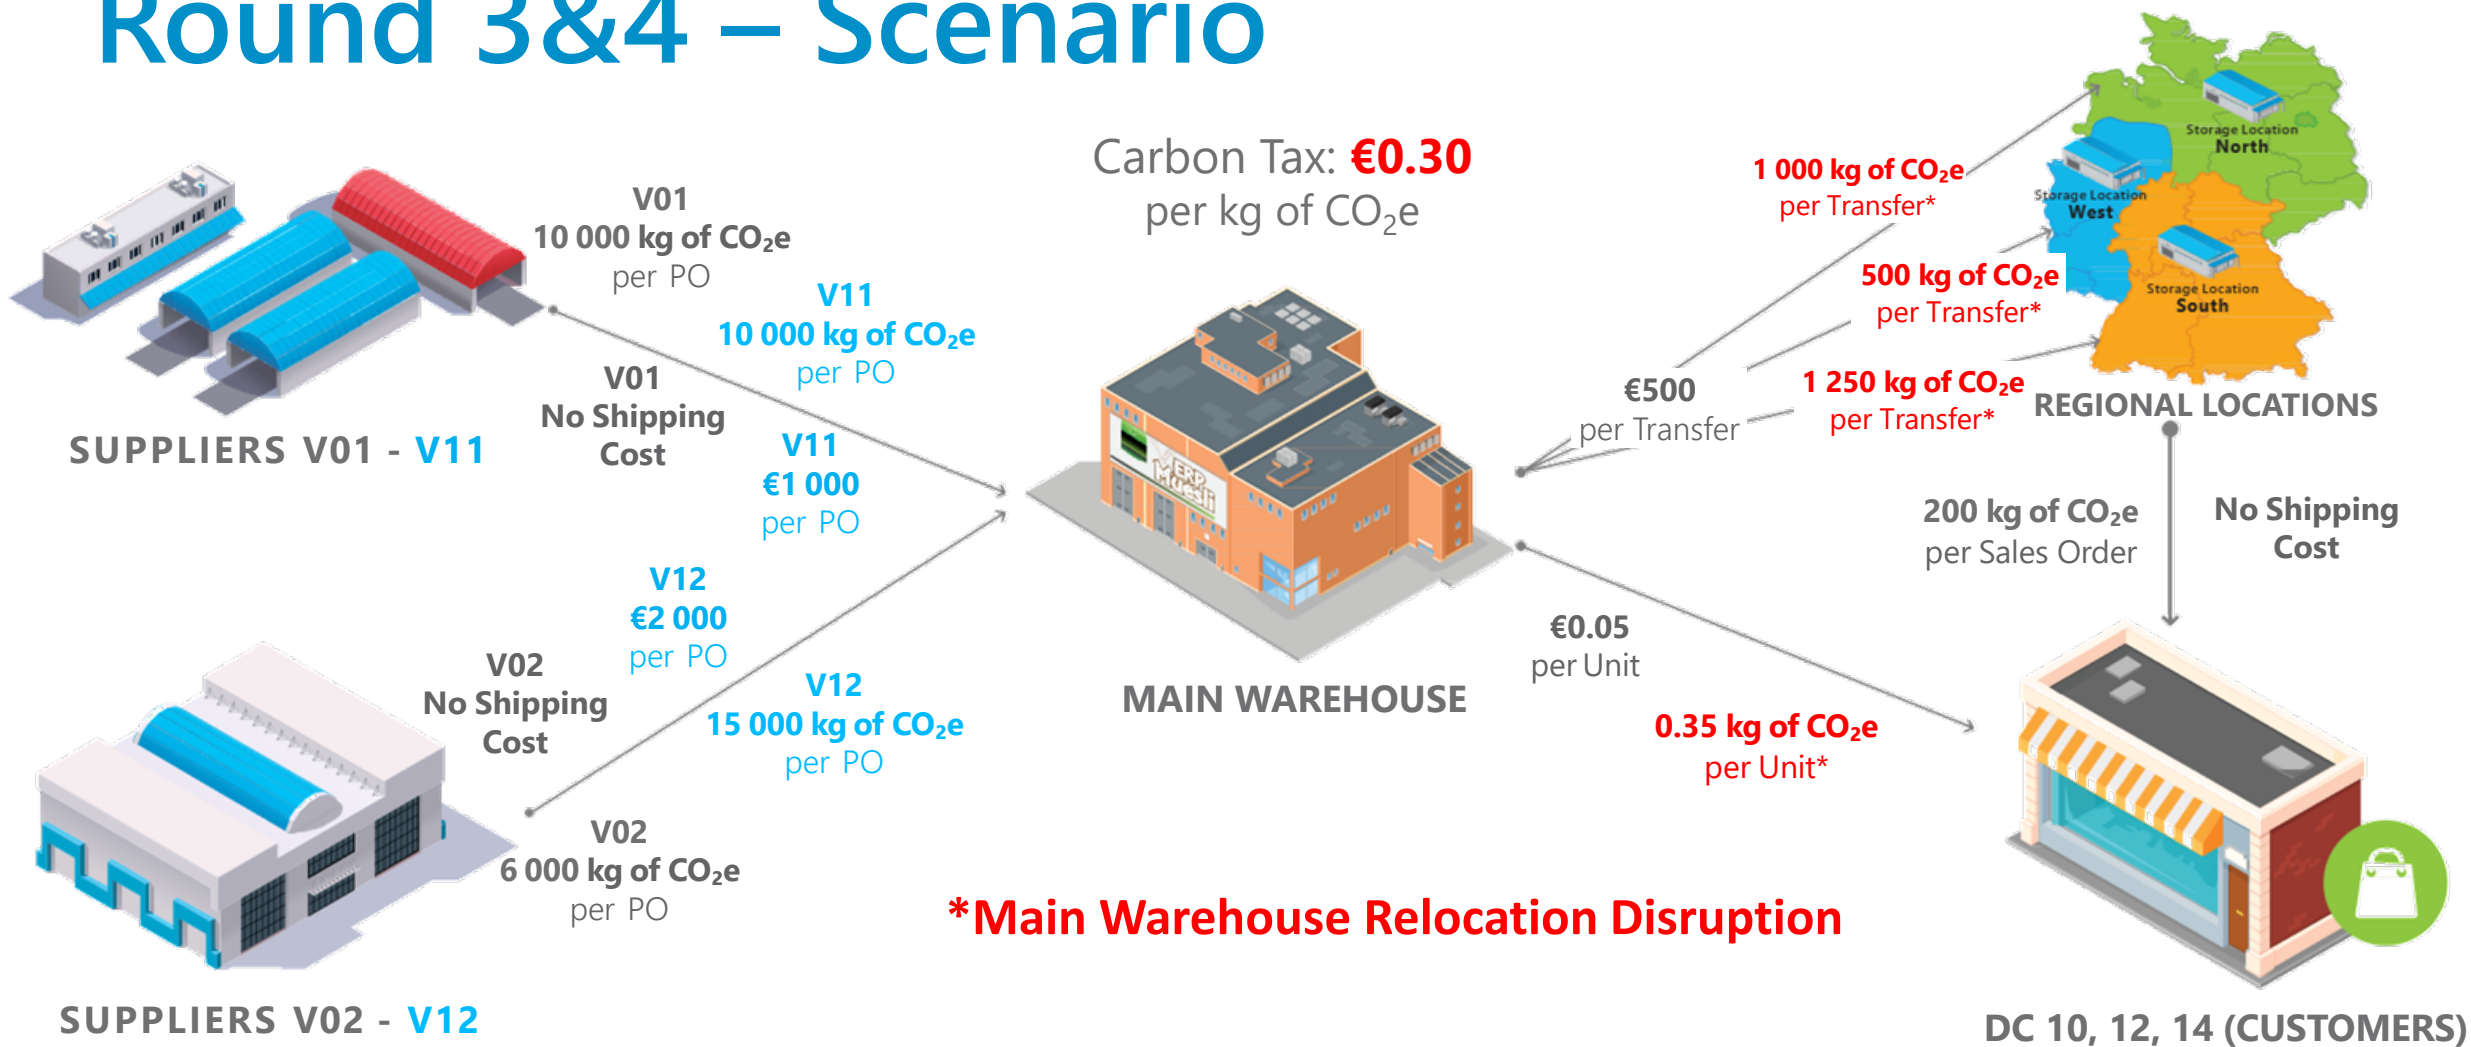 Round 3&4 – Scenario
Carbon Tax: €0.30
per kg of CO₂e
V01
10 000 kg of CO₂e
per PO
V11
10 000 kg of CO₂e
per PO
V01
No Shipping
Cost
V11
€1 000
per PO
SUPPLIERS V01 - V11
V12
€2 000
per PO
V02
No Shipping
Cost
V12
15 000 kg of CO₂e
per PO
V02
6 000 kg of CO₂e
per PO
SUPPLIERS V02 - V12
ERP
Muesli
MAIN WAREHOUSE
€500
per Transfer
1 000 kg of CO₂e
per Transfer*
500 kg of CO₂e
per Transfer*
1 250 kg of CO₂e
per Transfer*
Storage Location
North
Storage Location
West
Storage Location
South
REGIONAL LOCATIONS
200 kg of CO₂e
per Sales Order
No Shipping
Cost
€0.05
per Unit
0.35 kg of CO₂e
per Unit*
*Main Warehouse Relocation Disruption
DC 10, 12, 14 (CUSTOMERS)